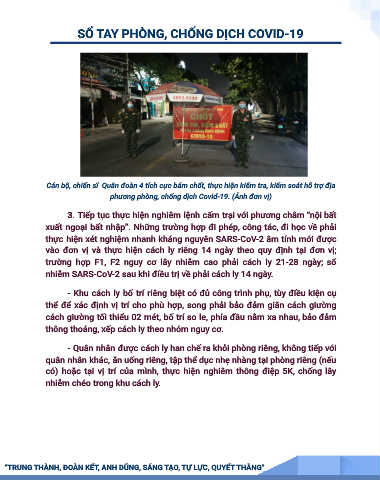 SỔ TAY PHÒNG, CHỐNG DỊCH COVID-19
CHỐT
COVID-19
Cán bộ, chiến sĩ Quân đoàn 4 tích cực bám chốt, thực hiện kiểm tra, kiểm soát hỗ trợ địa
phương phòng, chống dịch Covid-19. (Ảnh đơn vị)
3. Tiếp tục thực hiện nghiêm lệnh cấm trại với phương châm "nội bất
xuất ngoại bất nhập". Những trường hợp đi phép, công tác, đi học về phải
thực hiện xét nghiệm nhanh kháng nguyên SARS-CoV-2 âm tính mới được
vào đơn vị và thực hiện cách ly riêng 14 ngày theo quy định tại đơn vị;
trường hợp F1, F2 nguy cơ lây nhiễm cao phải cách ly 21-28 ngày; số
nhiễm SARS-CoV-2 sau khi điều trị về phải cách ly 14 ngày.
- Khu cách ly bố trí riêng biệt có đủ công trình phụ, tùy điều kiện cụ
thể để xác định vị trí cho phù hợp, song phải bảo đảm giãn cách giường
cách giường tối thiểu 02 mét, bố trí so le, phía đầu nằm xa nhau, bảo đảm
thông thoáng, xếp cách ly theo nhóm nguy cơ.
- Quân nhân được cách ly hạn chế ra khỏi phòng riêng, không tiếp với
quân nhân khác, ăn uống riêng, tập thể dục nhẹ nhàng tại phòng riêng (nếu
có) hoặc tại vị trí của mình, thực hiện nghiêm thông điệp 5K, chống lây
nhiễm chéo trong khu cách ly.
"TRUNG THÀNH, ĐOÀN KẾT, ANH DŨNG, SÁNG TẠO, TỰ LỰC, QUYẾT THẮNG"